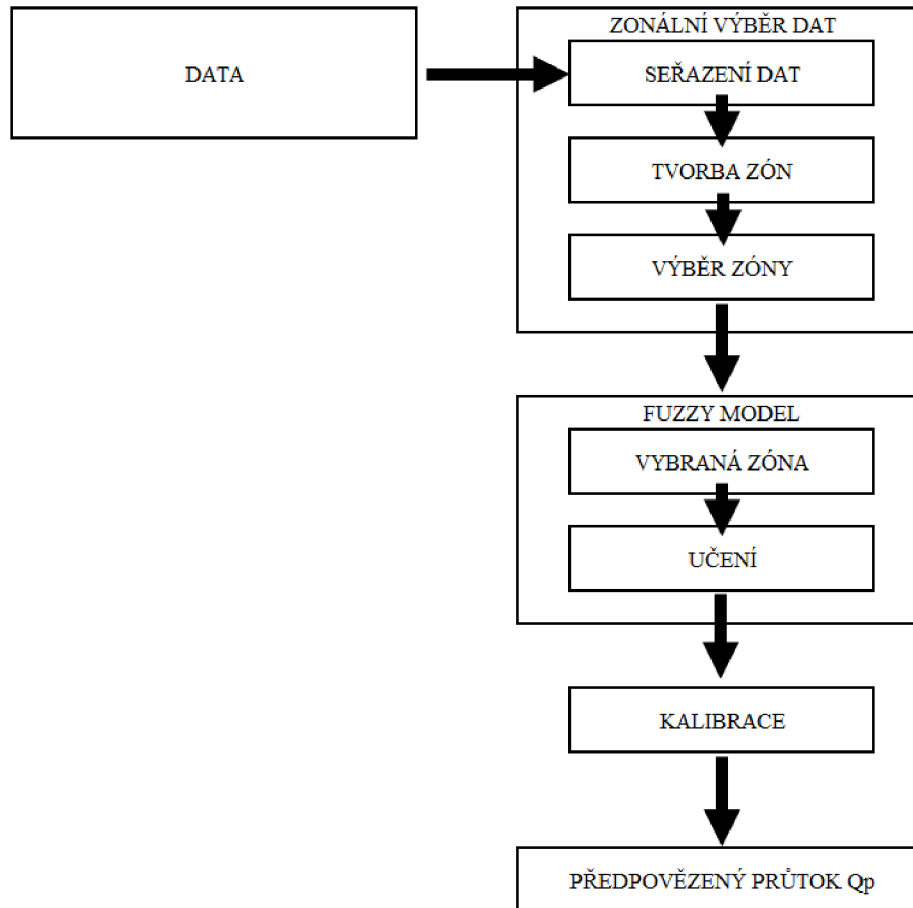 DATA
ZONÁLNÍ VÝBĚR DAT
SEŘAZENÍ DAT
TVORBA ZÓN
VÝBĚR ZÓNY
FUZZY MODEL
VYBRANÁ ZÓNA
UČENÍ
KALIBRACE
PŘEDPOVĚZENÝ PRŮTOK Qp